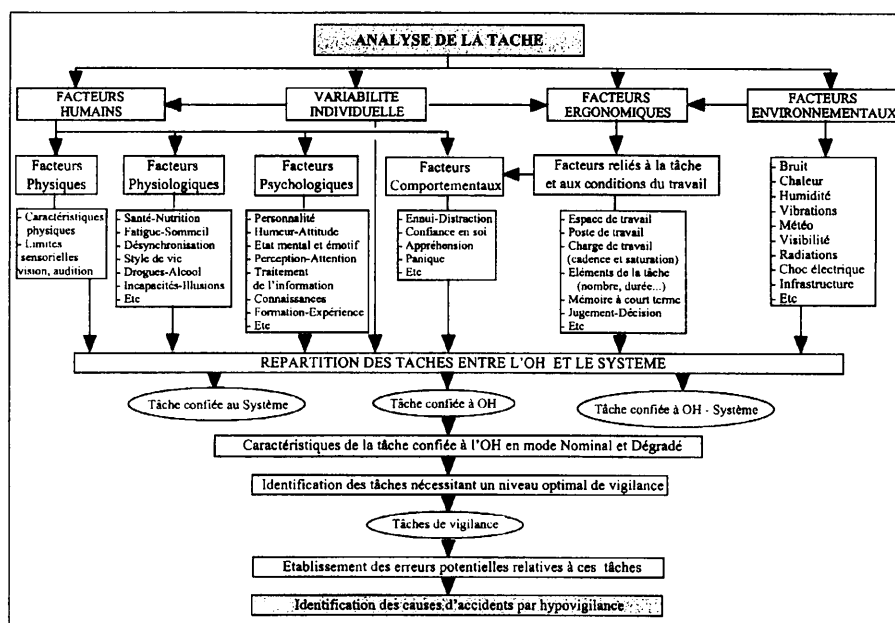 ANALYSE DE LA TACHE
FACTEURS
HUMAINS
VARIABILITE
INDIVIDUELLE
FACTEURS
ERGONOMIQUES
FACTEURS
ENVIRONNEMENTAUX
Facteurs
Physiques
Facteurs
Physiologiques
Facteurs
Psychologiques
Facteurs
Comportementaux
Facteurs reliés à la tâche
et aux conditions du travail
- Caractéristiques
physiques
- Limites
sensorielles
vision, audition
- Santé-Nutrition
- Fatigue-Sommeil
- Désynchronisation
- Style de vic
- Drogues-Alcool
- Incapacités-Illusions
- Etc
- Personnalité
- Humeur-Attitude
- Etat mental et émotif
- Perception-Attention
- Traitement
de l'information
- Connaissances
- Formation-Expérience
- Etc
- Ennui-Distraction
- Confiance en soi
- Appréhension
- Panique
- Etc
- Espace de travail
- Poste de travail
- Charge de travail
(cadence et saturation)
- Eléments de la tâche
(nombre, durée...)
- Mémoire à court terme
- Jugement-Décision
- Etc
- Bruit
- Chaleur
- Humidité
- Vibrations
- Météo
- Visibilité
- Radiations
- Choc électrique
- Infrastructure
- Etc
REPARTITION DES TACHES ENTRE L'OH ET LE SYSTEME
Tâche confiée au Système
Tâche confiée à OH
Tâche confiée à OH - Système
Caractéristiques de la tâche confiée à l'OH en mode Nominal et Dégradé
Identification des tâches nécessitant un niveau optimal de vigilance
Tâches de vigilance
Etablissement des erreurs potentielles relatives à ces tâches
Identification des causes d'accidents par hypovigilance